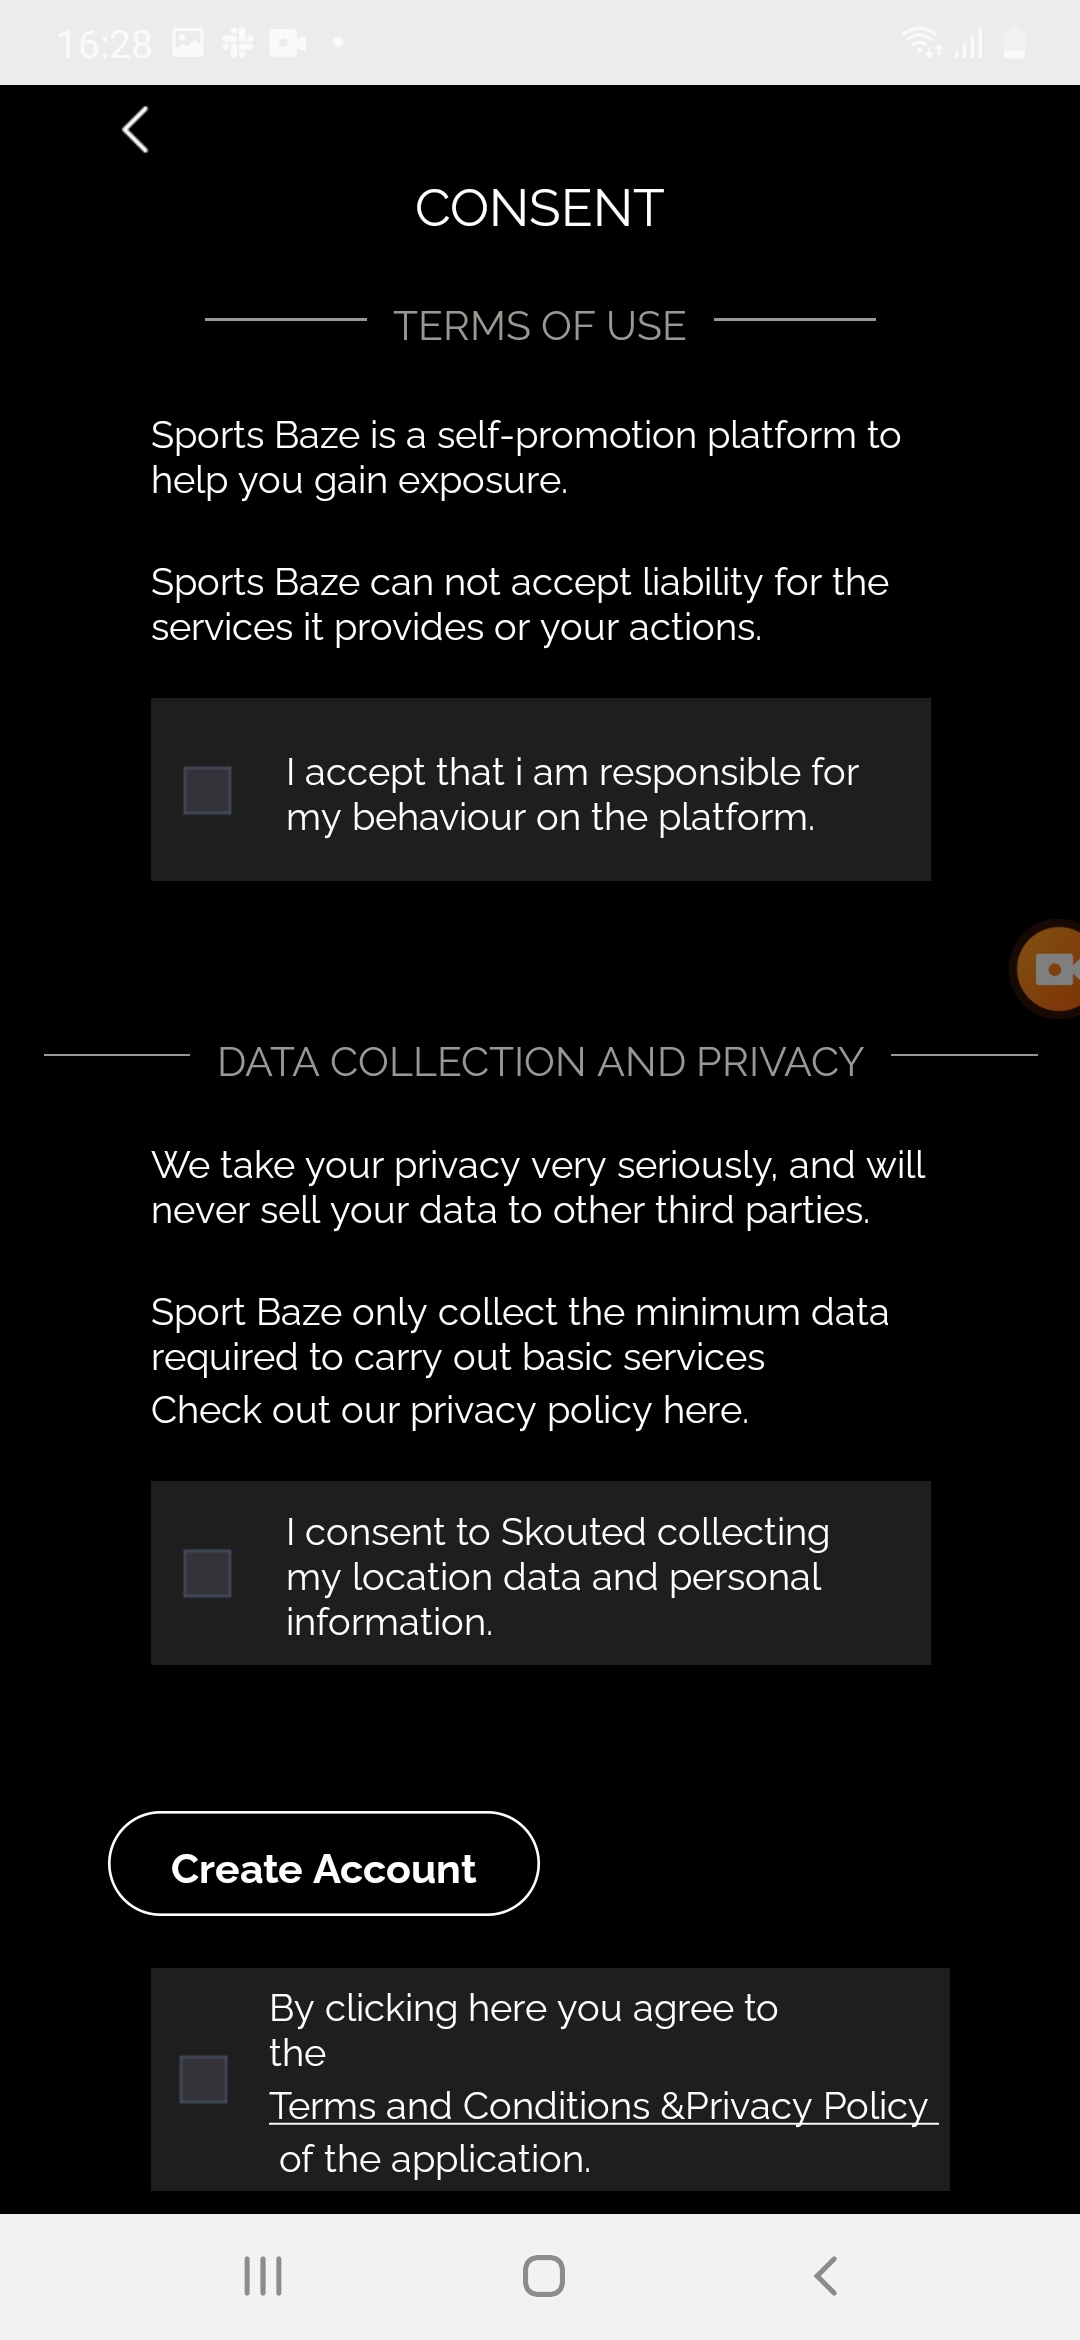 16:28
CONSENT
TERMS OF USE
Sports Baze is a self-promotion platform to
help you gain exposure.
Sports Baze can not accept liability for the
services it provides or your actions.
I accept that i am responsible for
my behaviour on the platform.
DATA COLLECTION AND PRIVACY
We take your privacy very seriously, and will
never sell your data to other third parties.
Sport Baze only collect the minimum data
required to carry out basic services
Check out our privacy policy here.
I consent to Skouted collecting
my location data and personal
information.
Create Account
By clicking here you agree to
the
Terms and Conditions &Privacy Policy
of the application.